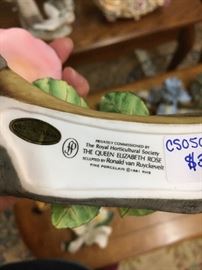 PRIVATELY COMMISSIONED BY
The Royal Horticultural Society
THE QUEEN ELIZABETH ROSE
SCULPTED BY Ronald van Ruyckevelt
FINE PORCELAIN © 1981 RHS
CS050